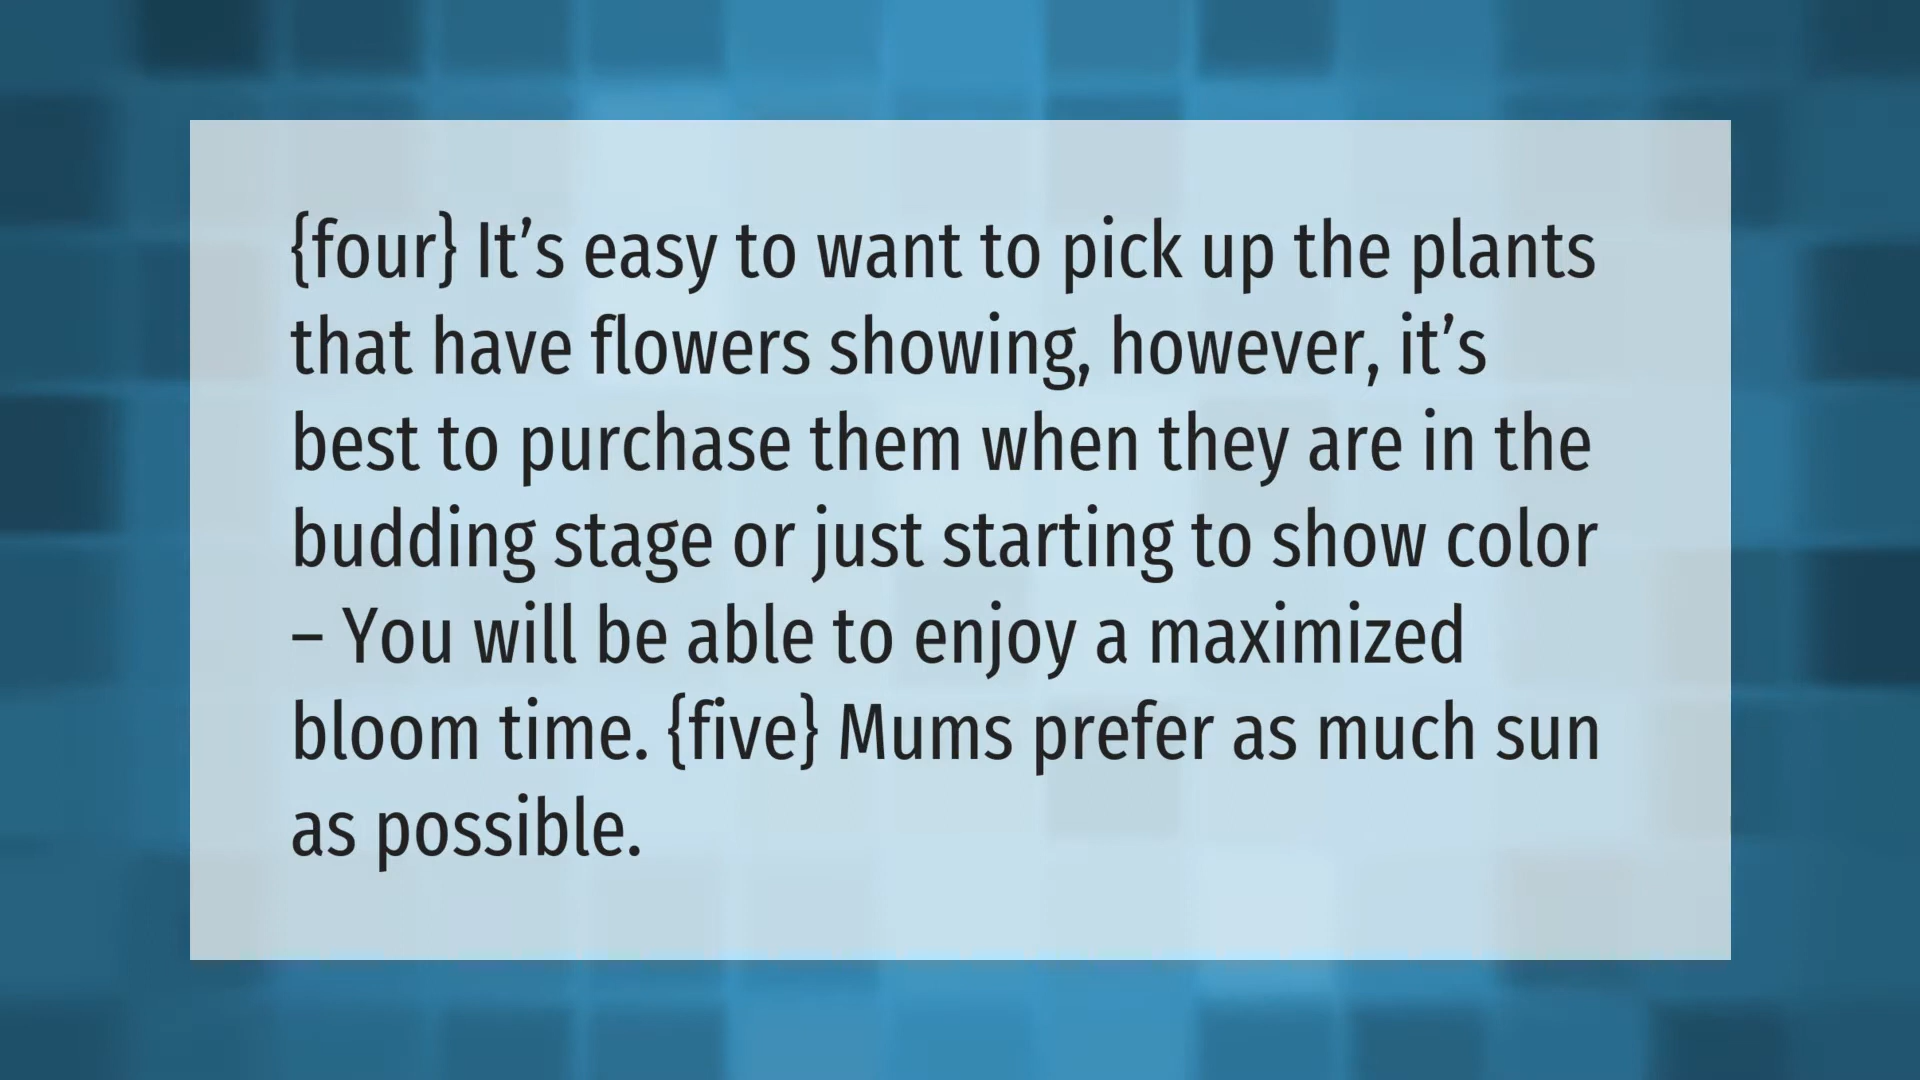 {four} It’s easy to want to pick up the plants
that have flowers showing, however, it’s
best to purchase them when they are in the
budding stage or just starting to show color
– You will be able to enjoy a maximized
bloom time. {five} Mums prefer as much sun
as possible.